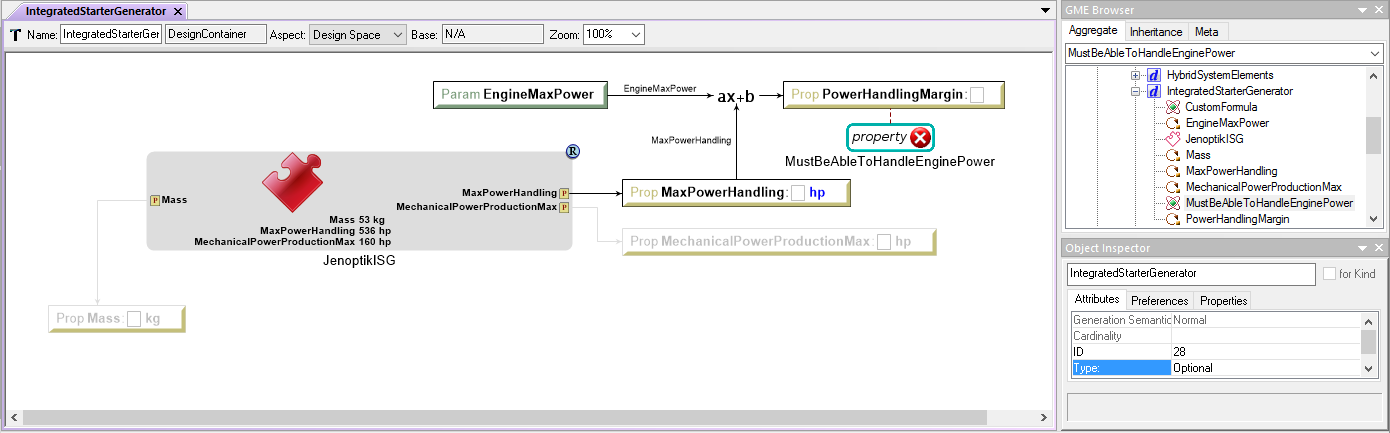 IntegratedStarterGenerator
Name: IntegratedStarterGer DesignContainer Aspect: Design Space Base: N/A Zoom: 100%
Param EngineMaxPower
EngineMaxPower
ax+b
Prop PowerHandlingMargin:
property
MustBeAbleToHandleEnginePower
MaxPowerHandling
R
P Mass
MaxPowerHandling P
MechanicalPowerProductionMax P
Mass 53 kg
MaxPowerHandling 536 hp
MechanicalPowerProductionMax 160 hp
JenoptikISG
Prop MaxPowerHandling: hp
Prop MechanicalPowerProductionMax: hp
Prop Mass: kg
GME Browser
Aggregate Inheritance Meta
MustBeAbleToHandleEnginePower
HybridSystemElements
IntegratedStarterGenerator
CustomFormula
EngineMaxPower
JenoptikISG
Mass
MaxPowerHandling
MechanicalPowerProductionMax
MustBeAbleToHandleEnginePower
PowerHandlingMargin
Object Inspector
IntegratedStarterGenerator for Kind
Attributes Preferences Properties
Generation Semantic Normal
Cardinality
ID 28
Type: Optional